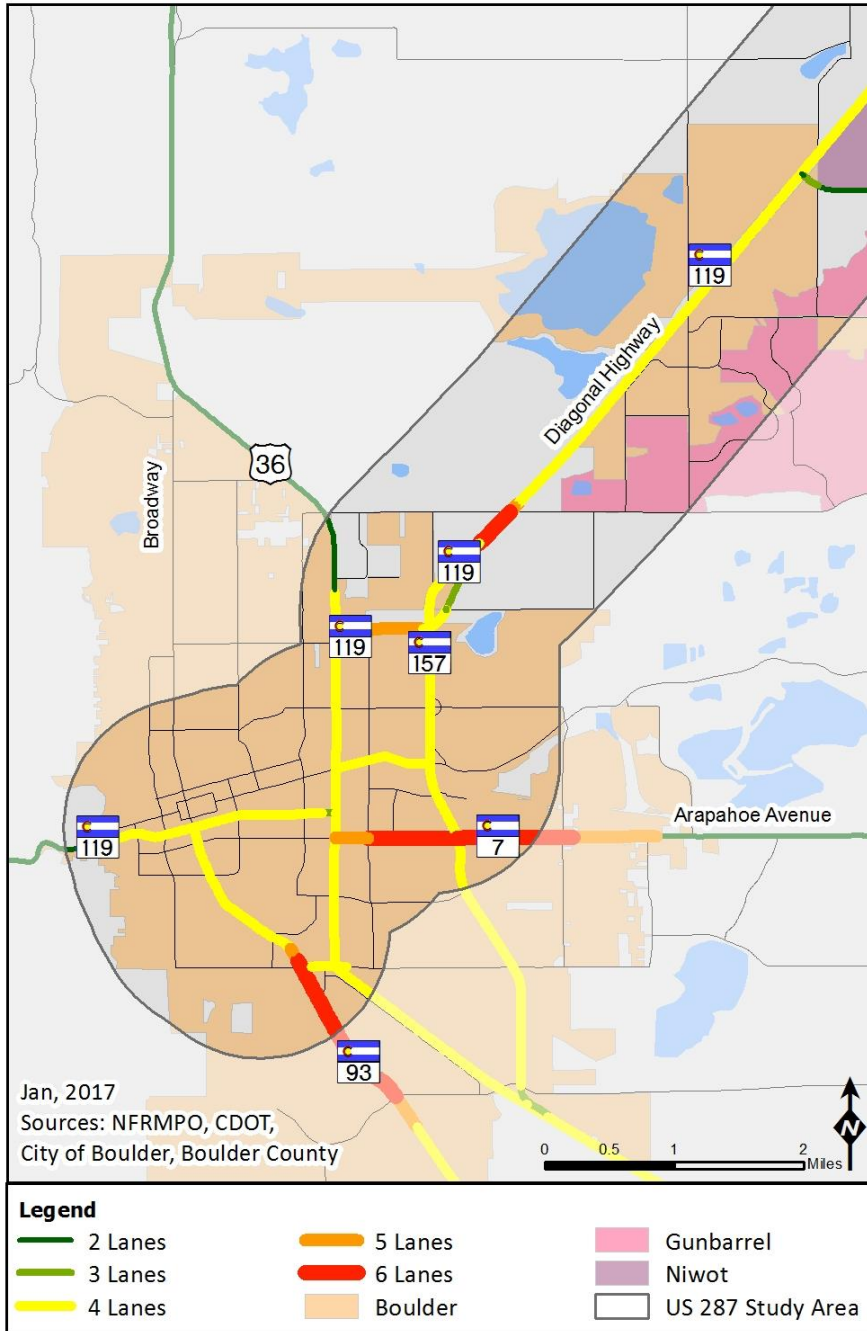 119
Diagonal Highway
36
Broadway
119
119
157
119
7
Arapahoe Avenue
93
Jan, 2017
Sources: NFRMPO, CDOT,
City of Boulder, Boulder County
N
0 0.5 1 2
Miles
Legend
2 Lanes
3 Lanes
4 Lanes
5 Lanes
6 Lanes
Boulder
Gunbarrel
Niwot
US 287 Study Area